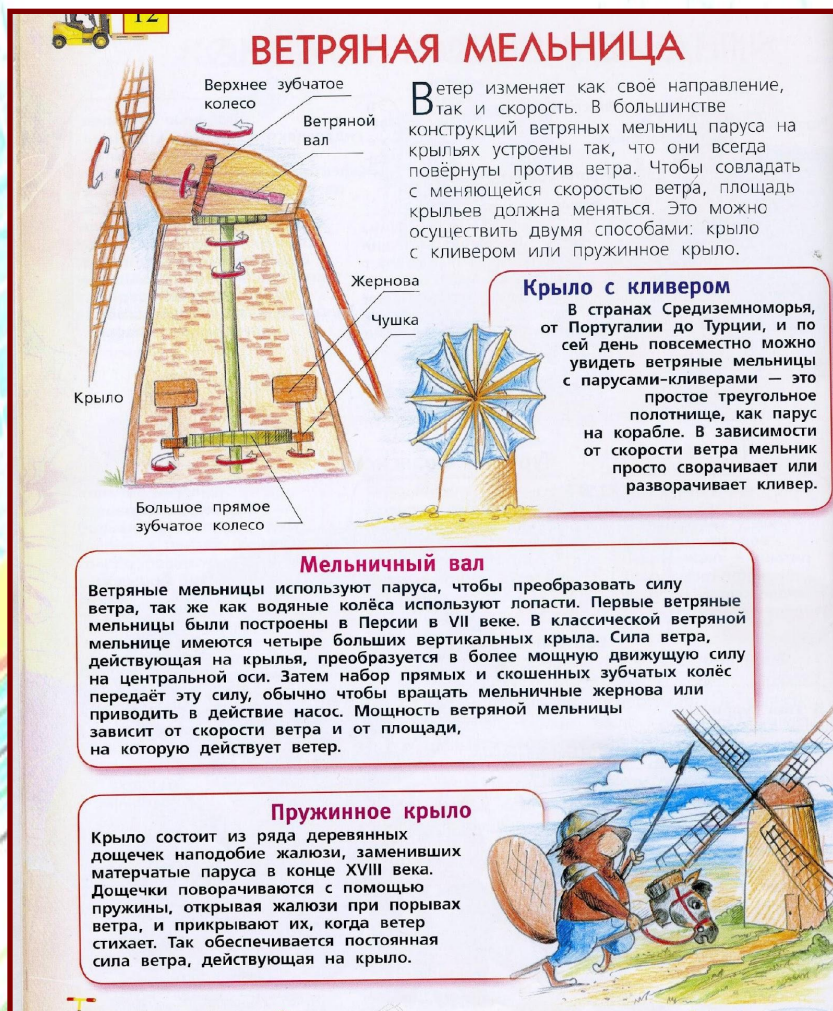 12
ВЕТРЯНАЯ МЕЛЬНИЦА
Верхнее зубчатое
колесо
Ветряной
вал
Жернова
Чушка
Крыло
Большое прямое
зубчатое колесо
Ветер изменяет как своё направление,
так и скорость. В большинстве
конструкций ветряных мельниц паруса на
крыльях устроены так, что они всегда
повёрнуты против ветра. Чтобы совладать
с меняющейся скоростью ветра, площадь
крыльев должна меняться. Это можно
осуществить двумя способами: крыло
с кливером или пружинное крыло.
Крыло с кливером
В странах Средиземноморья,
от Португалии до Турции, и по
сей день повсеместно можно
увидеть ветряные мельницы
с парусами-кливерами — это
простое треугольное
полотнище, как парус
на корабле. В зависимости
от скорости ветра мельник
просто сворачивает или
разворачивает кливер.
Мельничный вал
Ветряные мельницы используют паруса, чтобы преобразовать силу
ветра, так же как водяные колёса используют лопасти. Первые ветряные
мельницы были построены в Персии в VII веке. В классической ветряной
мельнице имеются четыре больших вертикальных крыла. Сила ветра,
действующая на крылья, преобразуется в более мощную движущую силу
на центральной оси. Затем набор прямых и скошенных зубчатых колёс
передаёт эту силу, обычно чтобы вращать мельничные жернова или
приводить в действие насос. Мощность ветряной мельницы
зависит от скорости ветра и от площади,
на которую действует ветер.
Пружинное крыло
Крыло состоит из ряда деревянных
дощечек наподобие жалюзи, заменивших
матерчатые паруса в конце XVIII века.
Дощечки поворачиваются с помощью
пружины, открывая жалюзи при порывах
ветра, и прикрывают их, когда ветер
стихает. Так обеспечивается постоянная
сила ветра, действующая на крыло.